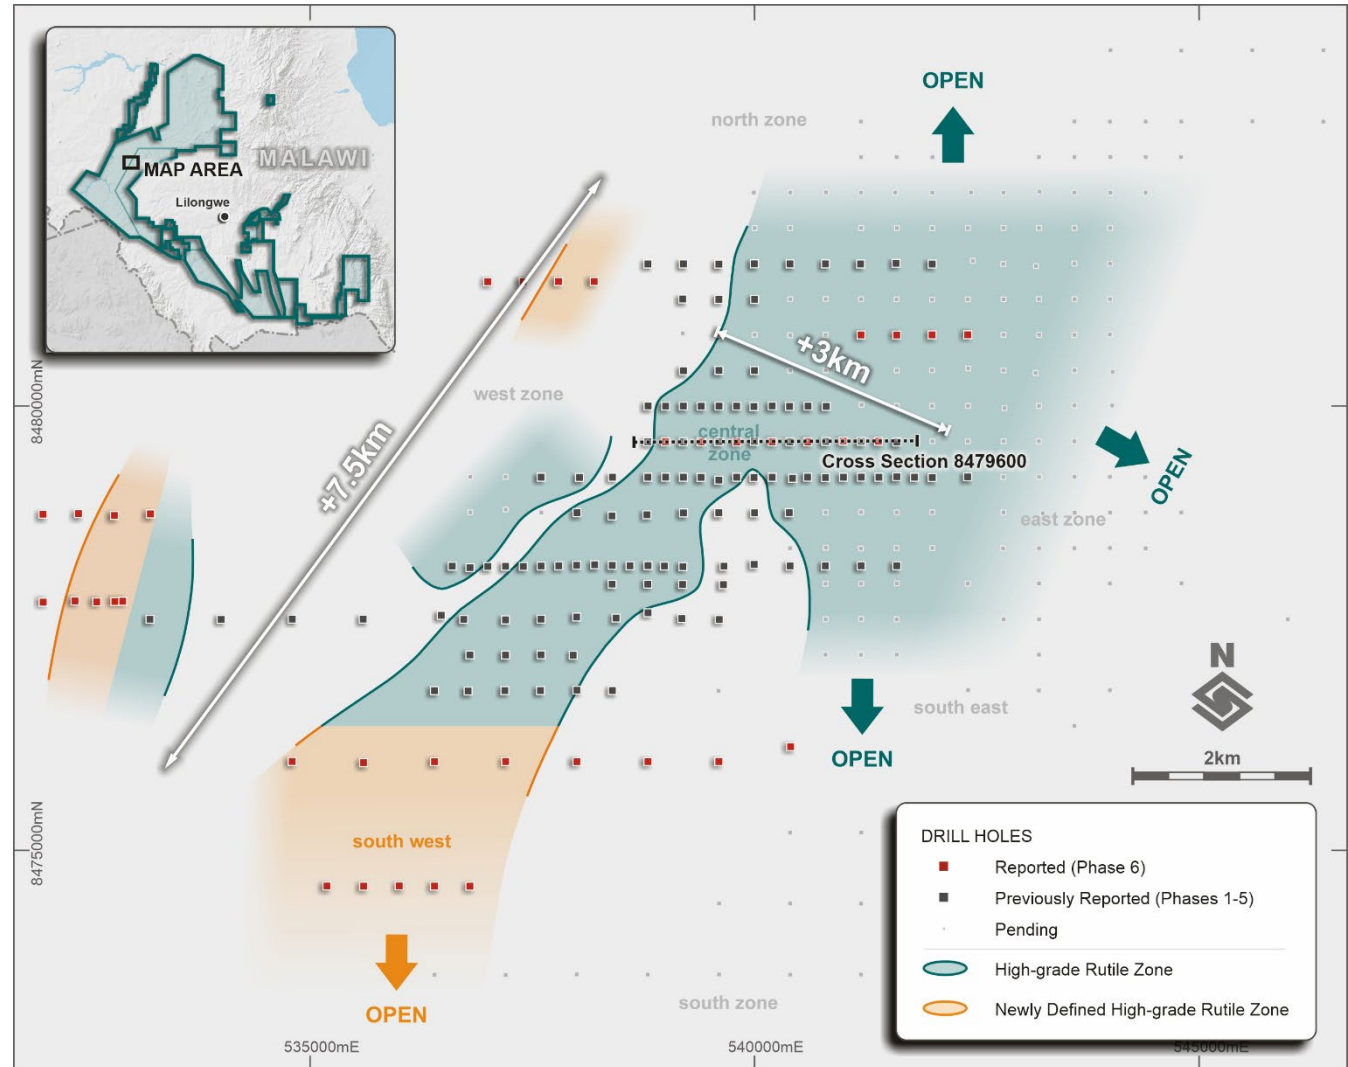 MALAWI
MAP AREA
Lilongwe
OPEN
north zone
+7.5km
+3km
west zone
central
zone
Cross Section 8479600
OPEN
east zone
8480000mN
south east
OPEN
N
2km
south west
8475000mN
OPEN
south zone
DRILL HOLES
Reported (Phase 6)
Previously Reported (Phases 1-5)
Pending
High-grade Rutile Zone
Newly Defined High-grade Rutile Zone
535000mE
540000mE
545000mE